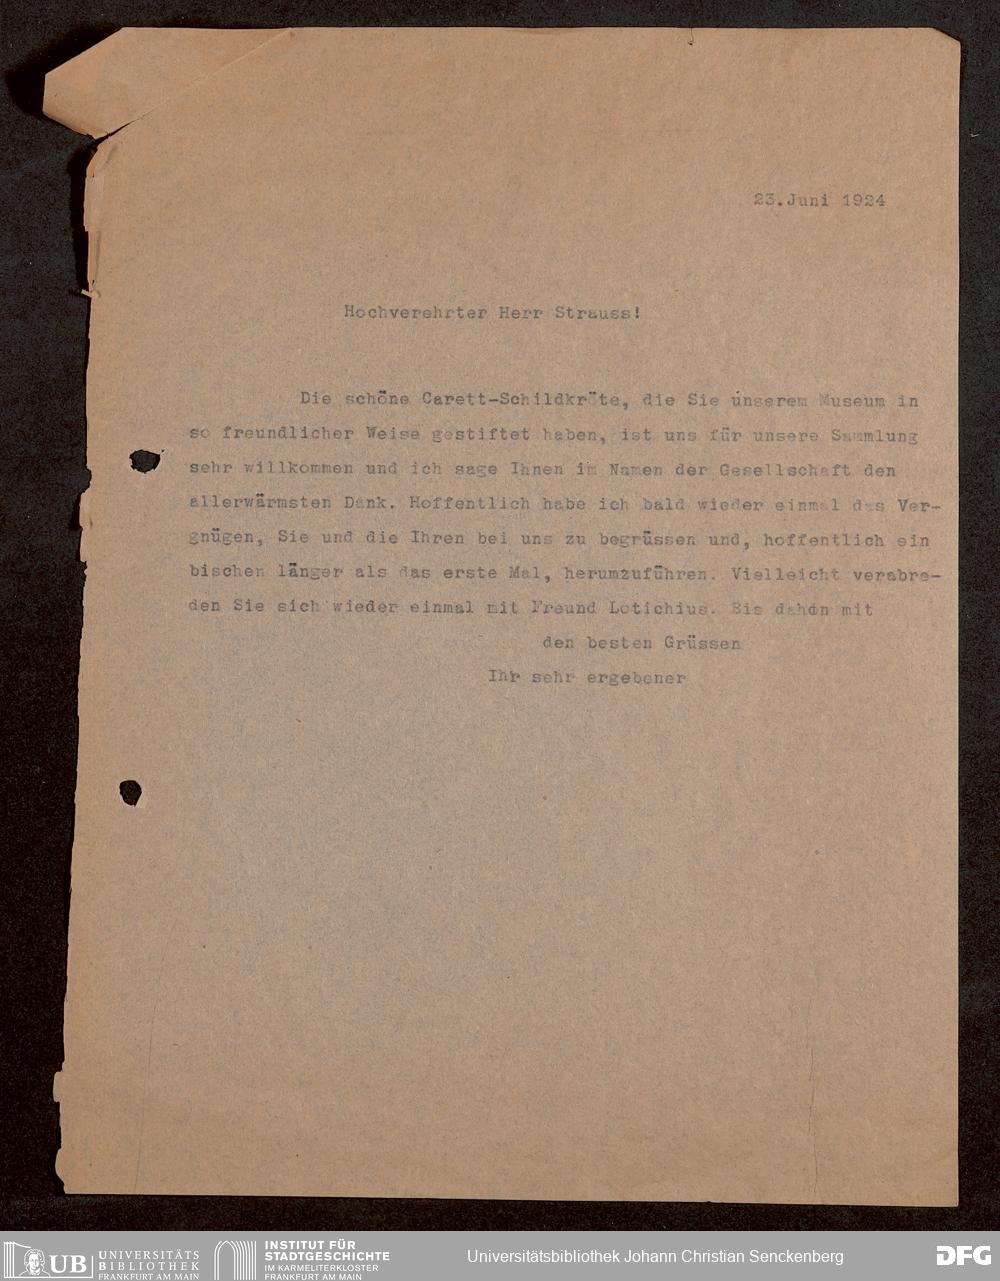 23.Juni 1924
Hochverehrter Herr Strauss!
Die schöne Carett-Schildkröte, die Sie unserem Museum in
so freundlicher Weise gestiftet haben, ist uns für unsere Sammlung
sehr willkommen und ich sage Ihnen im Namen der Gesellschaft den
allerwärmsten Dank. Hoffentlich habe ich bald wieder einmal das Ver-
gnügen, Sie und die Ihren bei uns zu begrüssen und, hoffentlich ein
bischen länger als das erste Mal, herumzuführen. Vielleicht verabre-
den Sie sich wieder einmal mit Freund Lotichius. Bis dahin mit
den besten Grüssen
Ihr sehr ergebener
UB UNIVERSITÄTS
BIBLIOTHEK
FRANKFURT AM MAIN
INSTITUT FÜR
STADTGESCHICHTE
IM KARMELITERKLOSTER
FRANKFURT AM MAIN
Universitätsbibliothek Johann Christian Senckenberg
DFG